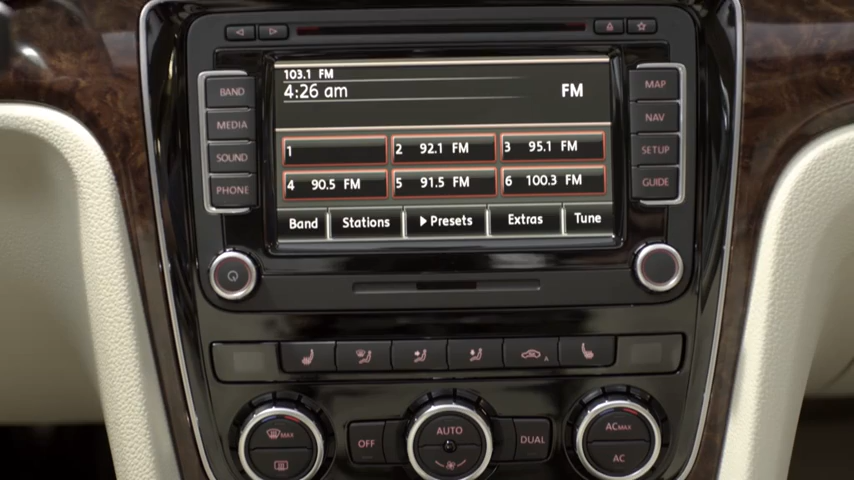 103.1 FM
4:26 am
FM
1
2 92.1 FM
3 95.1 FM
4 90.5 FM
5 91.5 FM
6 100.3 FM
Band
Stations
Presets
Extras
Tune
BAND
MEDIA
SOUND
PHONE
MAP
NAV
SETUP
GUIDE
A
MAX
OFF
AUTO
DUAL
ACMAX
AC